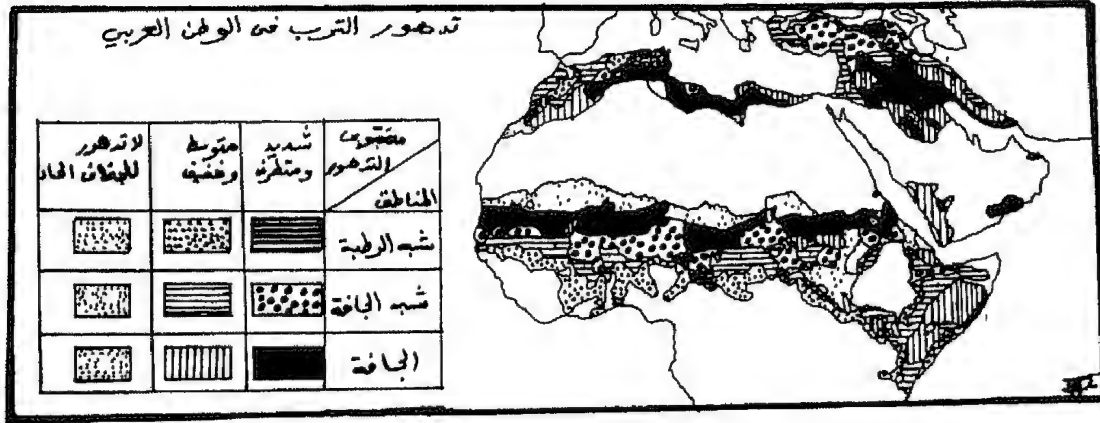 تدهور الترب فى الوطن العربي
مستوى التدهور
المناطق
شديد ومتطرف
متوسط وخفيف
لا تدهور للجفاف الحاد
شبه الرطبة
شبه الجافة
الجافة